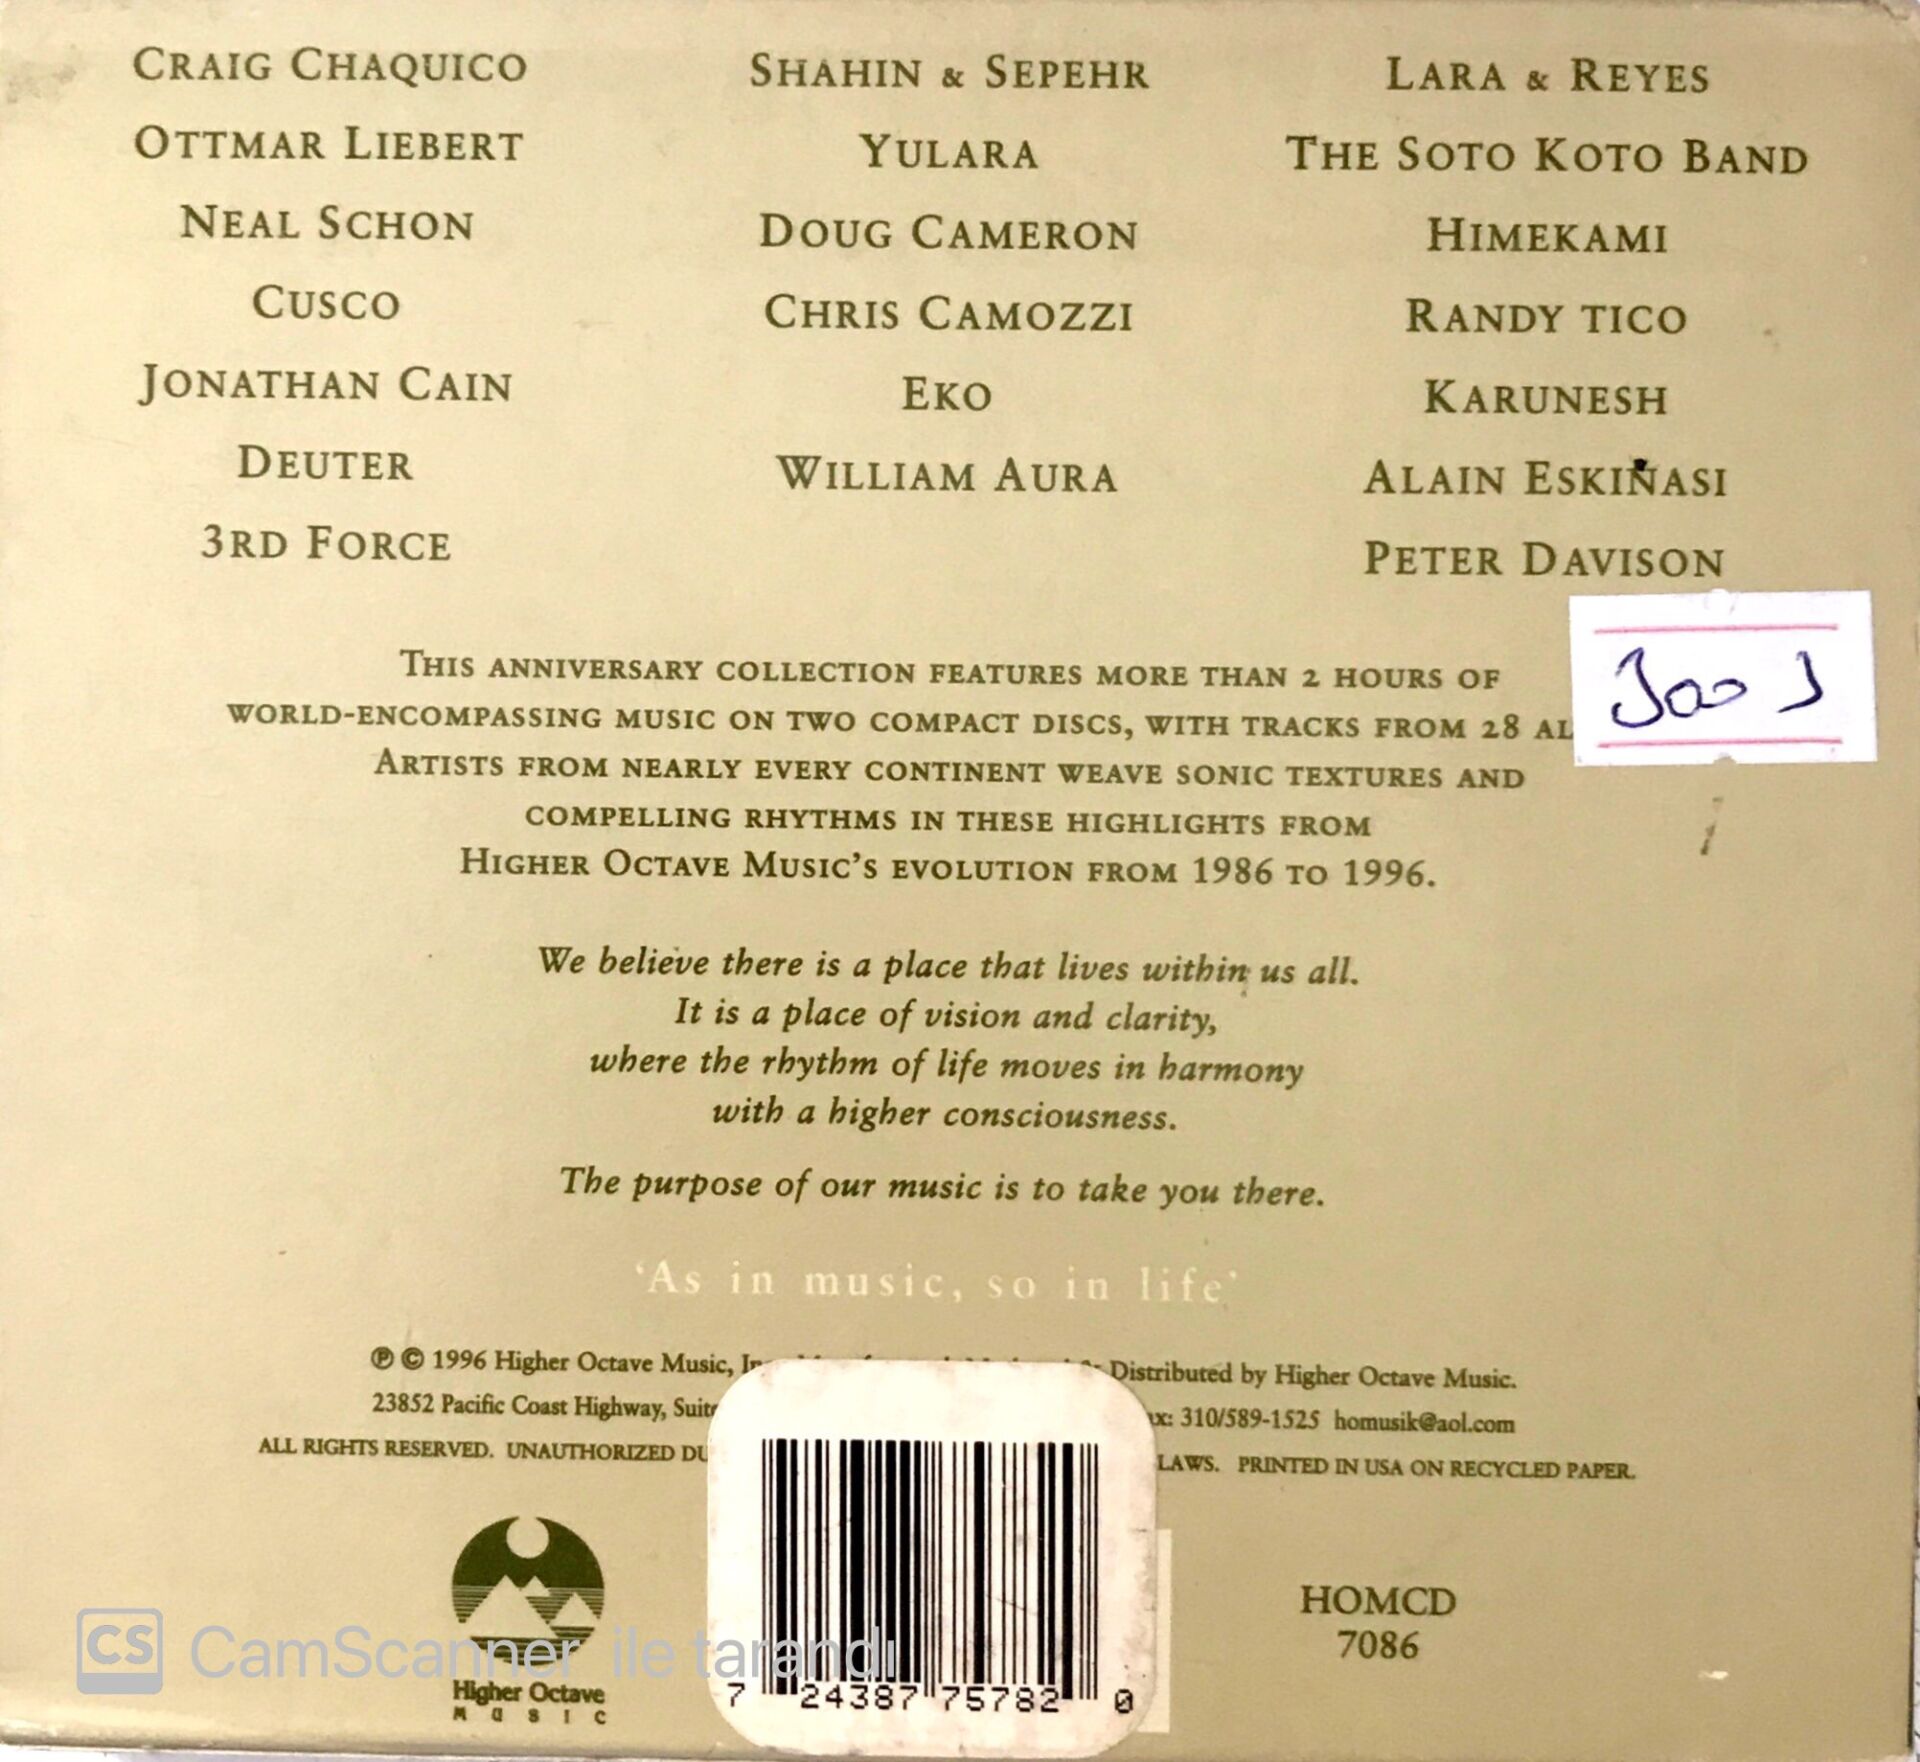 CRAIG CHAQUICO
OTTMAR LIEBERT
NEAL SCHON
CUSCO
JONATHAN CAIN
DEUTER
3RD FORCE
SHAHIN & SEPEHR
YULARA
DOUG CAMERON
CHRIS CAMOZZI
EKO
WILLIAM AURA
LARA & REYES
THE SOTO KOTO BAND
HIMEKAMI
RANDY TICO
KARUNESH
ALAIN ESKINASI
PETER DAVISON
THIS ANNIVERSARY COLLECTION FEATURES MORE THAN 2 HOURS OF
WORLD-ENCOMPASSING MUSIC ON TWO COMPACT DISCS, WITH TRACKS FROM 28 AL
ARTISTS FROM NEARLY EVERY CONTINENT WEAVE SONIC TEXTURES AND
COMPELLING RHYTHMS IN THESE HIGHLIGHTS FROM
HIGHER OCTAVE MUSIC'S EVOLUTION FROM 1986 TO 1996.
We believe there is a place that lives within us all.
It is a place of vision and clarity,
where the rhythm of life moves in harmony
with a higher consciousness.
The purpose of our music is to take you there.
'As in music, so in life'
℗ © 1996 Higher Octave Music, Distributed by Higher Octave Music.
23852 Pacific Coast Highway, Suite 310/589-1525 homusik@aol.com
ALL RIGHTS RESERVED. UNAUTHORIZED DU LAWS. PRINTED IN USA ON RECYCLED PAPER.
Higher Octave
MUSIC
7 24387 75782 0
HOMCD
7086
CS CamScanner ile tarandı